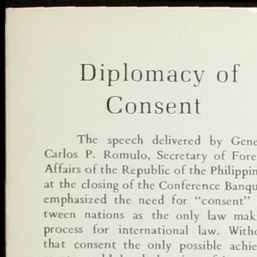 Diplomacy of
Consent
The speech delivered by Gene
Carlos P. Romulo, Secretary of Fore
Affairs of the Republic of the Philippin
at the closing of the Conference Banqu
emphasized the need for “consent”
tween nations as the only law mak
process for international law. Witho
that consent the only possible achie